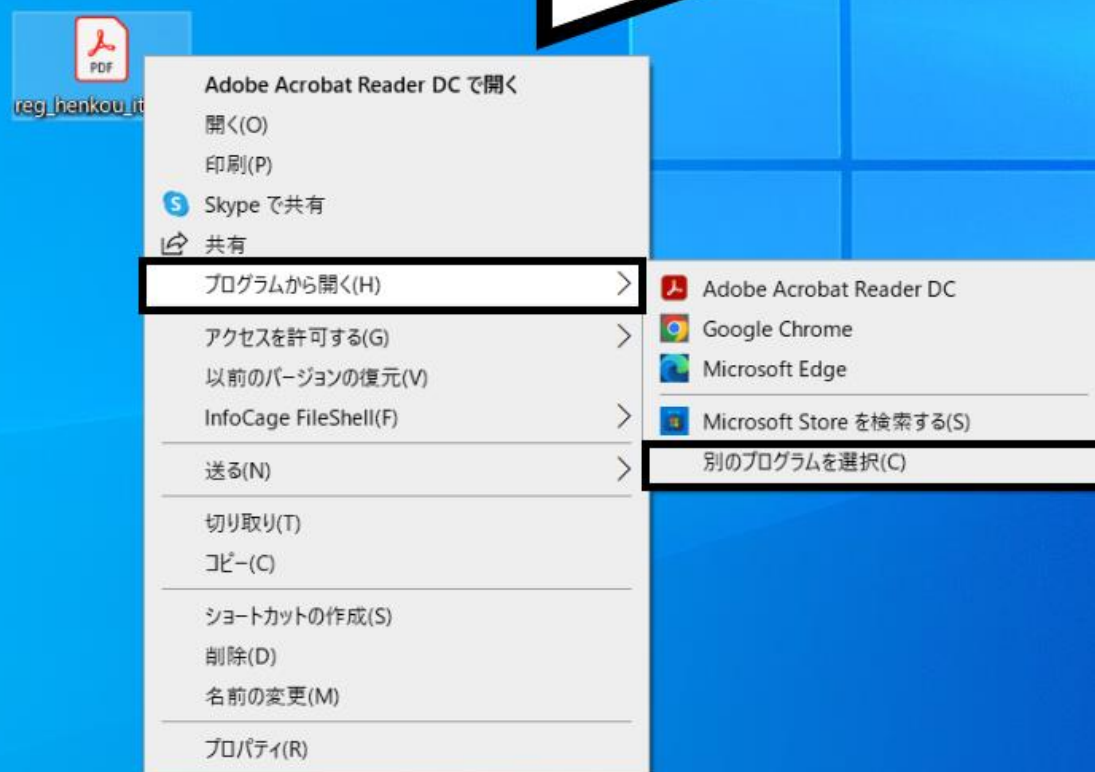 PDF
reg_henkou_it
Adobe Acrobat Reader DC で開く
開く(O)
印刷(P)
Skype で共有
共有
プログラムから開く(H)
アクセスを許可する(G)
以前のバージョンの復元(V)
InfoCage FileShell(F)
送る(N)
切り取り(T)
コピー(C)
ショートカットの作成(S)
削除(D)
名前の変更(M)
プロパティ(R)
Adobe Acrobat Reader DC
Google Chrome
Microsoft Edge
Microsoft Store を検索する(S)
別のプログラムを選択(C)